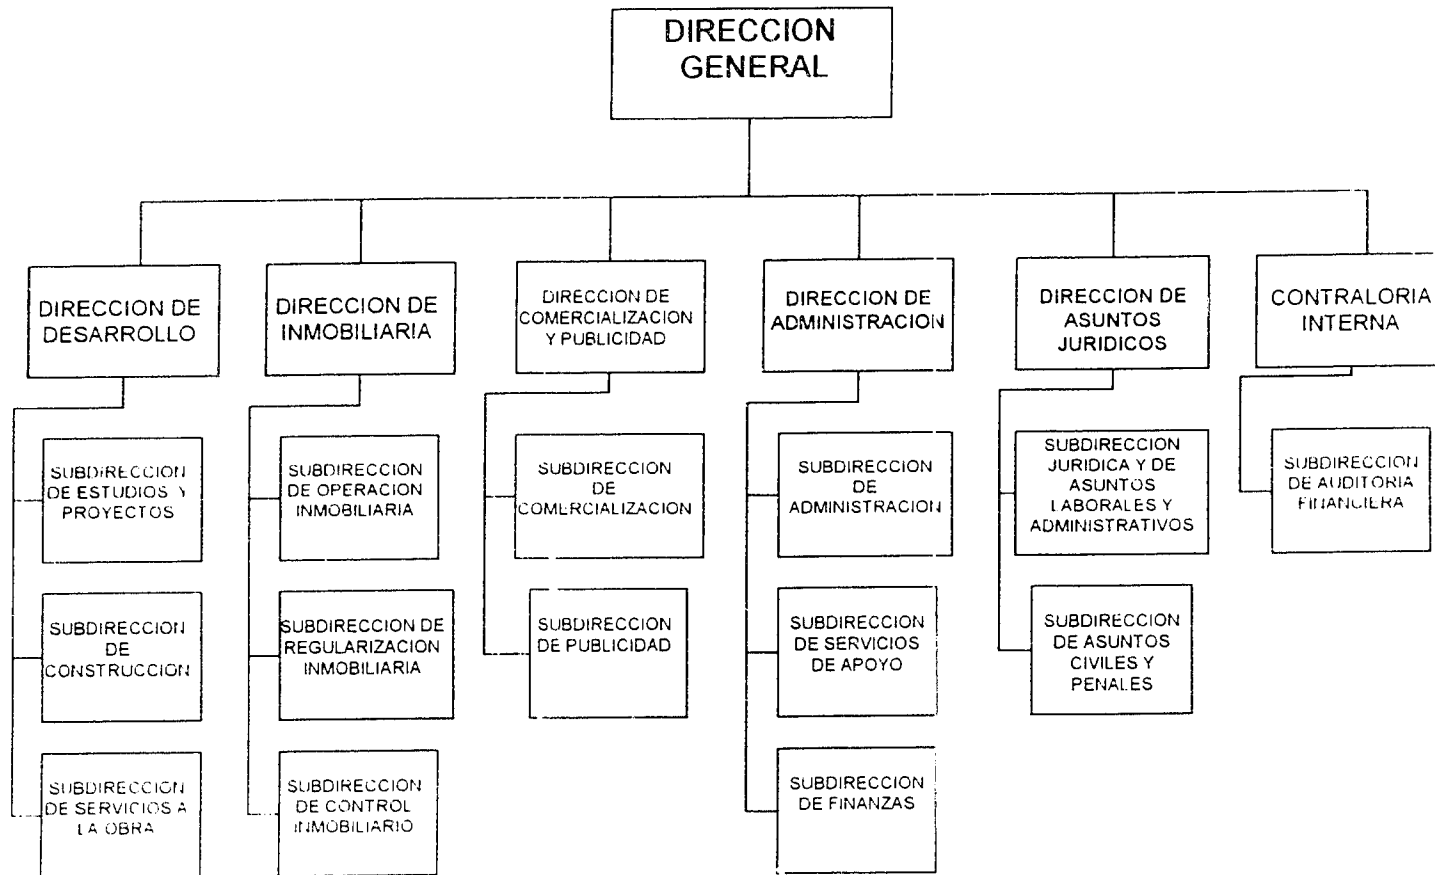 DIRECCION
GENERAL
DIRECCION DE
DESARROLLO
DIRECCION DE
INMOBILIARIA
DIRECCION DE
COMERCIALIZACION
Y PUBLICIDAD
DIRECCION DE
ADMINISTRACION
DIRECCION DE
ASUNTOS
JURIDICOS
CONTRALORIA
INTERNA
SUBDIRECCION
DE ESTUDIOS Y
PROYECTOS
SUBDIRECCION
DE OPERACION
INMOBILIARIA
SUBDIRECCION
DE
COMERCIALIZACION
SUBDIRECCION
DE
ADMINISTRACION
SUBDIRECCION
JURIDICA Y DE
ASUNTOS
LABORALES Y
ADMINISTRATIVOS
SUBDIRECCION
DE AUDITORIA
FINANCIERA
SUBDIRECCION
DE
CONSTRUCCION
SUBDIRECCION DE
REGULARIZACION
INMOBILIARIA
SUBDIRECCION
DE PUBLICIDAD
SUBDIRECCION
DE SERVICIOS
DE APOYO
SUBDIRECCION
DE ASUNTOS
CIVILES Y
PENALES
SUBDIRECCION
DE SERVICIOS A
LA OBRA
SUBDIRECCION
DE CONTROL
INMOBILIARIO
SUBDIRECCION
DE FINANZAS